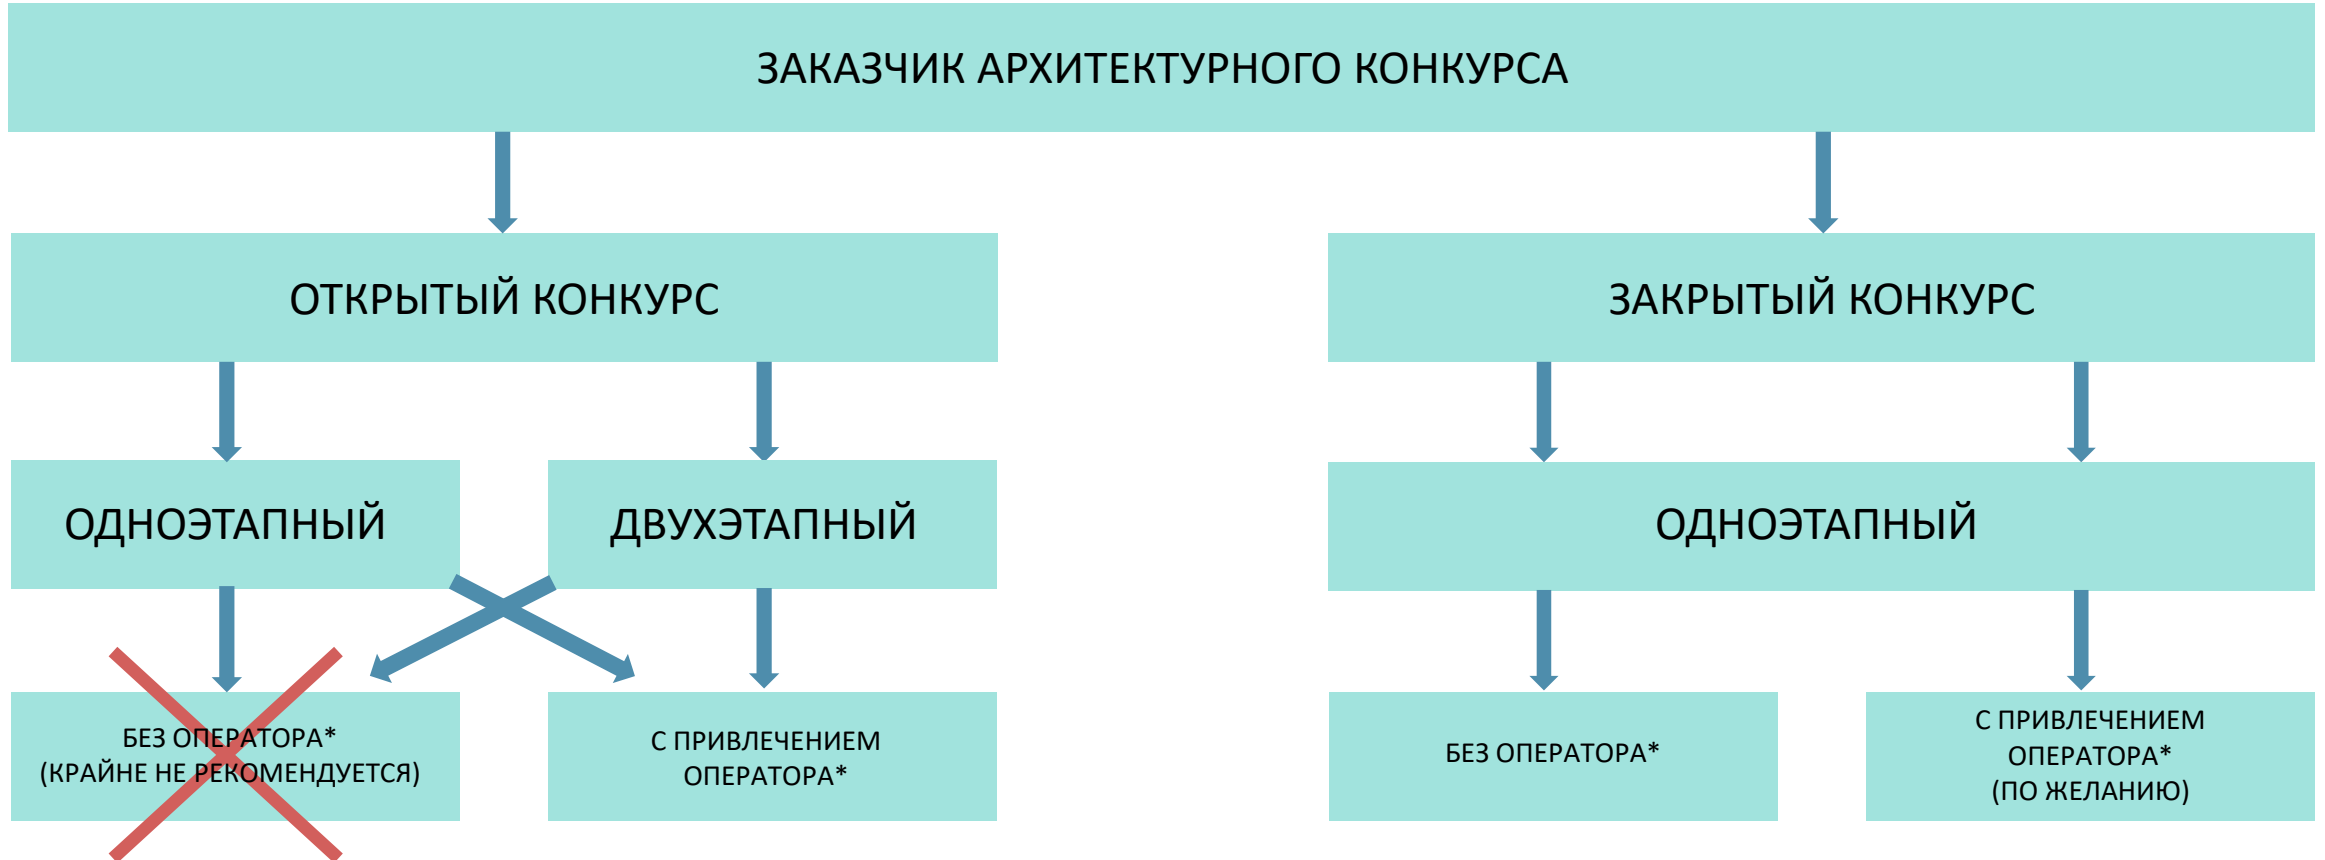 ЗАКАЗЧИК АРХИТЕКТУРНОГО КОНКУРСА
ОТКРЫТЫЙ КОНКУРС
ЗАКРЫТЫЙ КОНКУРС
ОДНОЭТАПНЫЙ
ДВУХЭТАПНЫЙ
ОДНОЭТАПНЫЙ
БЕЗ ОПЕРАТОРА*
(КРАЙНЕ НЕ РЕКОМЕНДУЕТСЯ)
С ПРИВЛЕЧЕНИЕМ
ОПЕРАТОРА*
БЕЗ ОПЕРАТОРА*
С ПРИВЛЕЧЕНИЕМ
ОПЕРАТОРА*
(ПО ЖЕЛАНИЮ)